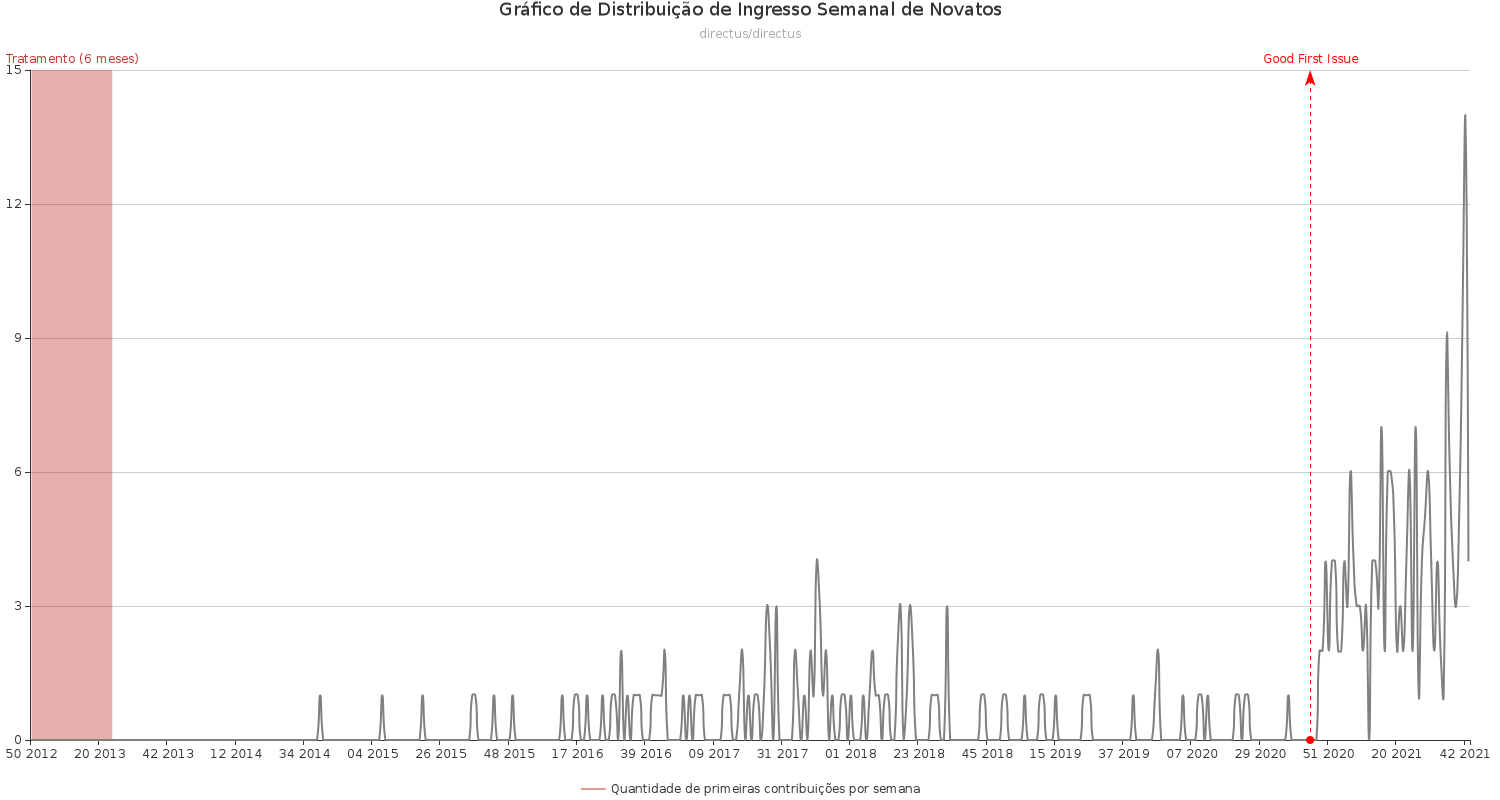 Gráfico de Distribuição de Ingresso Semanal de Novatos
directus/directus
Tratamento (6 meses)
Good First Issue
15
12
9
6
3
0
50 2012 20 2013 42 2013 12 2014 34 2014 04 2015 26 2015 48 2015 17 2016 39 2016 09 2017 31 2017 01 2018 23 2018 45 2018 15 2019 37 2019 07 2020 29 2020 51 2020 20 2021 42 2021
Quantidade de primeiras contribuições por semana